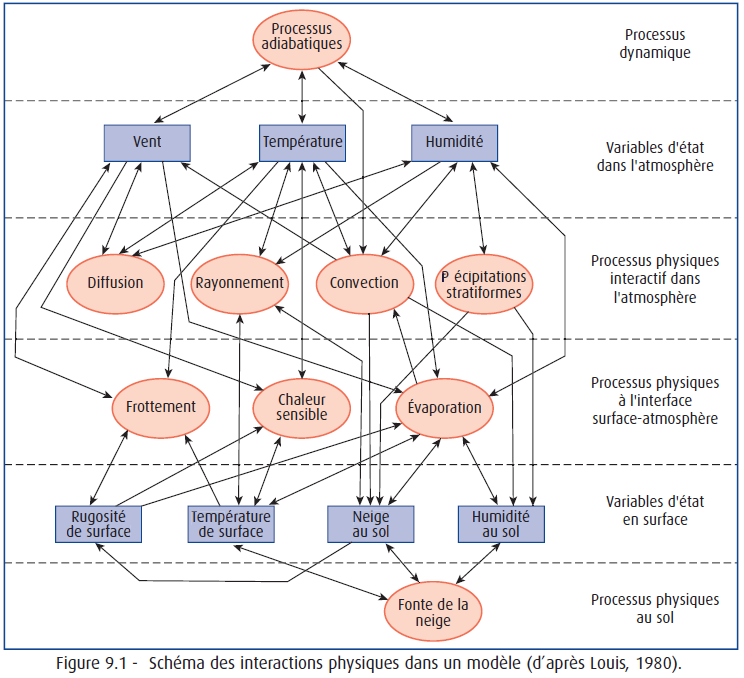 Processus
adiabatiques
Processus
dynamique
Vent
Température
Humidité
Variables d'état
dans l'atmosphère
Diffusion
Rayonnement
Convection
P écipitations
stratiformes
Processus physiques
interactif dans
l'atmosphère
Frottement
Chaleur
sensible
Évaporation
Processus physiques
à l'interface
surface-atmosphère
Rugosité
de surface
Température
de surface
Neige
au sol
Humidité
au sol
Variables d'état
en surface
Fonte de la
neige
Processus physiques
au sol
Figure 9.1 - Schéma des interactions physiques dans un modèle (d'après Louis, 1980).